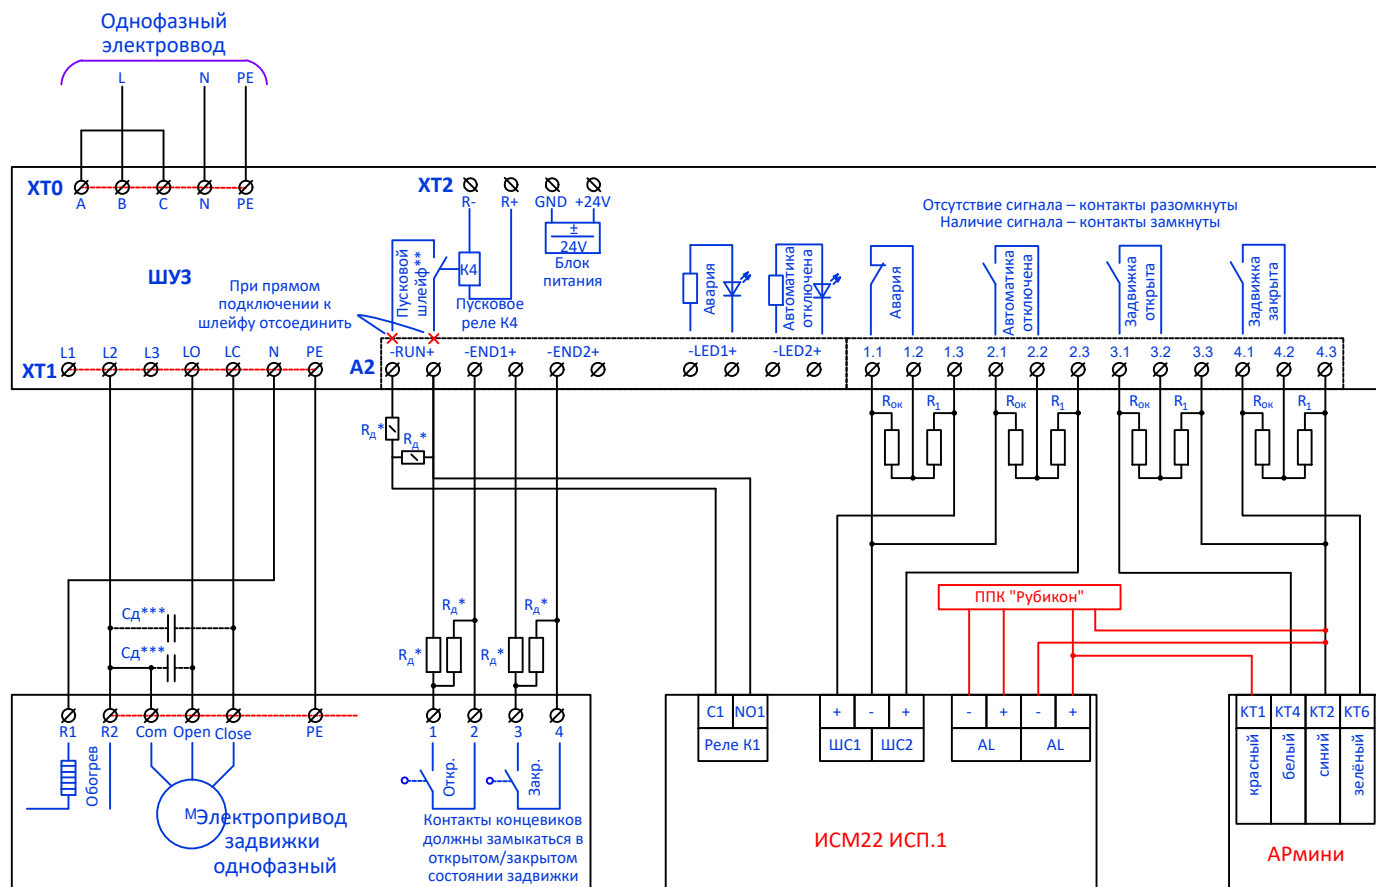 Однофазный
электроввод
L N PE
XT0
A B C N PE
XT2
R- R+ GND +24V
±
24V
Блок
питания
K4
Пусковое
реле К4
Пусковой
шлейф**
ШУЗ
При прямом
подключении к
шлейфу отсоединить
Авария
Автоматика
отключена
Отсутствие сигнала – контакты разомкнуты
Наличие сигнала – контакты замкнуты
Авария
Автоматика
отключена
Задвижка
открыта
Задвижка
закрыта
XT1
L1 L2 L3 LO LC N PE
A2
-RUN+ -END1+ -END2+ -LED1+ -LED2+
1.1 1.2 1.3 2.1 2.2 2.3 3.1 3.2 3.3 4.1 4.2 4.3
Rд*
Rд*
Rок R1 Rок R1 Rок R1 Rок R1
Сд***
Сд***
Rд*
Rд*
Rд*
Rд*
ППК "Рубикон"
R1 R2 Com Open Close PE
1 2 3 4
Обогрев
M
Электропривод
задвижки
однофазный
Откр.
Закр.
Контакты концевиков
должны замыкаться в
открытом/закрытом
состоянии задвижки
C1 NO1
Реле К1
+ - +
ШС1 ШС2
- + - +
AL AL
ИСМ22 ИСП.1
КТ1 КТ4 КТ2 КТ6
красный
белый
синий
зелёный
АРмини